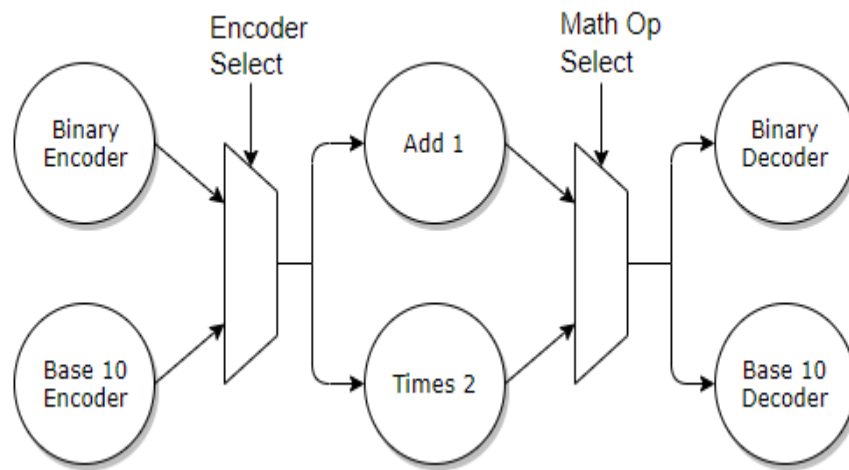 Encoder
Select
Math Op
Select
Binary
Encoder
Add 1
Binary
Decoder
Base 10
Encoder
Times 2
Base 10
Decoder